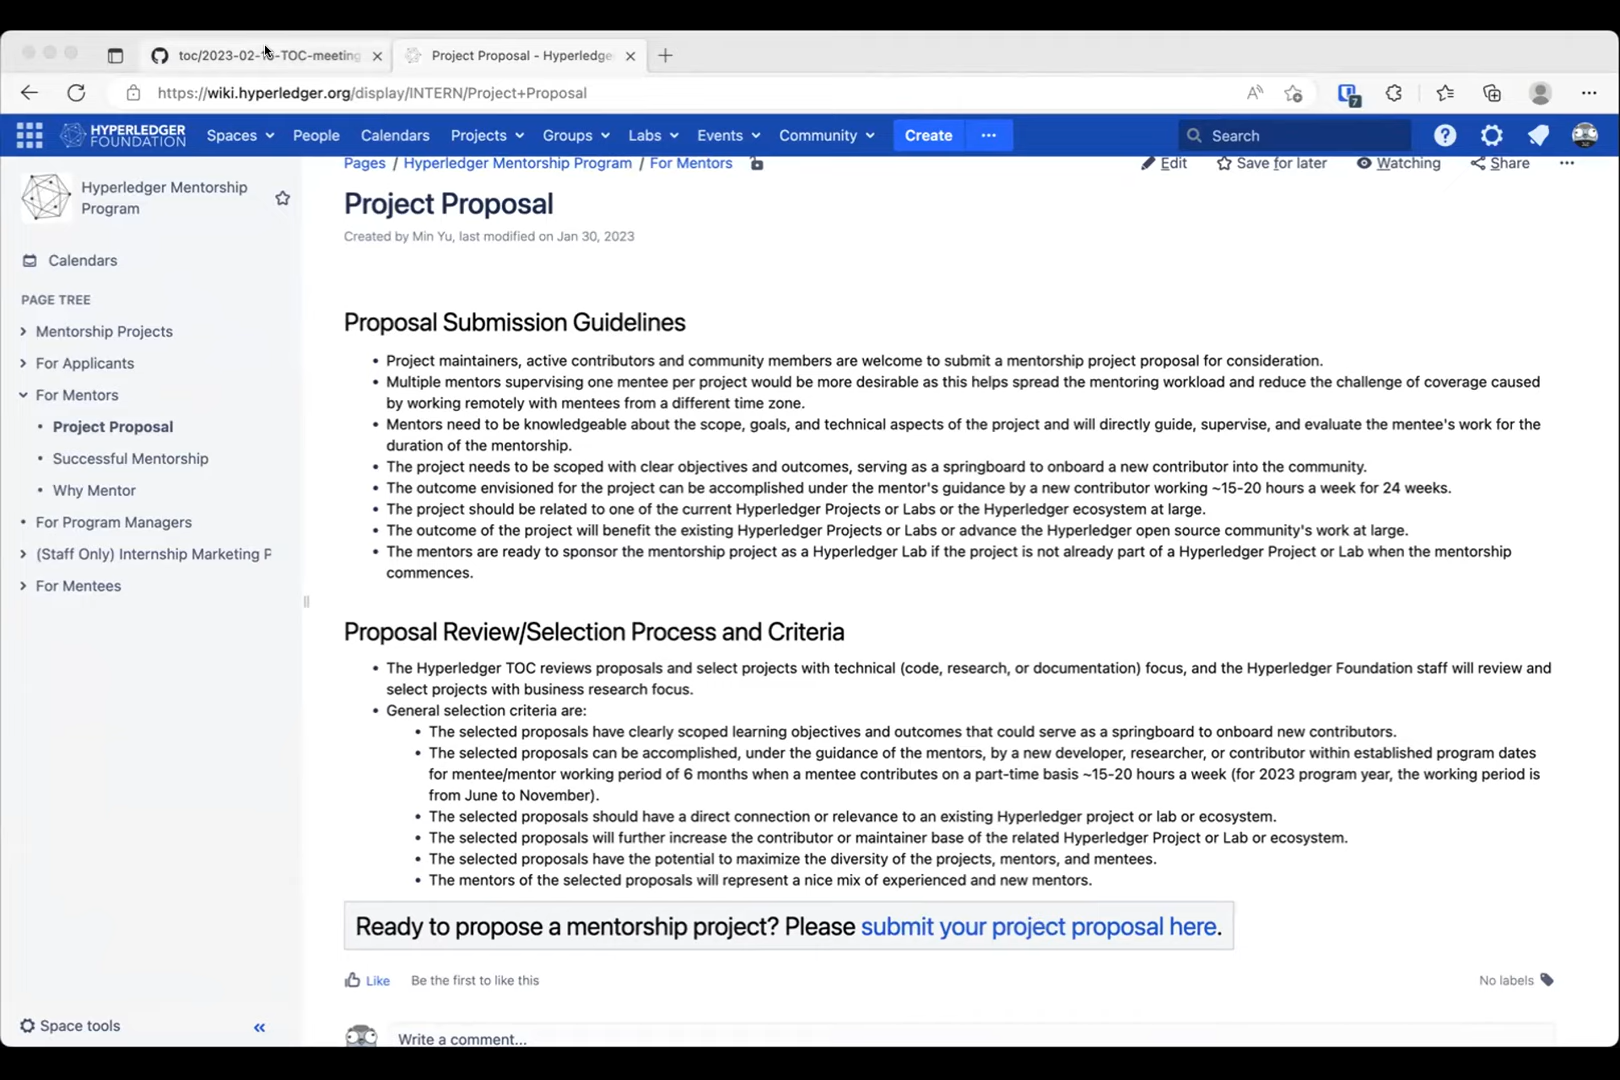 toc/2023-02-16-TOC-meeting
Project Proposal - Hyperledge
https://wiki.hyperledger.org/display/INTERN/Project+Proposal
7
HYPERLEDGER
FOUNDATION
Spaces People Calendars Projects Groups Labs Events Community Create ... Search
Pages / Hyperledger Mentorship Program / For Mentors
Edit Save for later Watching Share
Hyperledger Mentorship
Program
Calendars
PAGE TREE
Mentorship Projects
For Applicants
For Mentors
Project Proposal
Successful Mentorship
Why Mentor
For Program Managers
(Staff Only) Internship Marketing P
For Mentees
Space tools
Project Proposal
Created by Min Yu, last modified on Jan 30, 2023
Proposal Submission Guidelines
• Project maintainers, active contributors and community members are welcome to submit a mentorship project proposal for consideration.
• Multiple mentors supervising one mentee per project would be more desirable as this helps spread the mentoring workload and reduce the challenge of coverage caused
by working remotely with mentees from a different time zone.
• Mentors need to be knowledgeable about the scope, goals, and technical aspects of the project and will directly guide, supervise, and evaluate the mentee's work for the
duration of the mentorship.
• The project needs to be scoped with clear objectives and outcomes, serving as a springboard to onboard a new contributor into the community.
• The outcome envisioned for the project can be accomplished under the mentor's guidance by a new contributor working ~15-20 hours a week for 24 weeks.
• The project should be related to one of the current Hyperledger Projects or Labs or the Hyperledger ecosystem at large.
• The outcome of the project will benefit the existing Hyperledger Projects or Labs or advance the Hyperledger open source community's work at large.
• The mentors are ready to sponsor the mentorship project as a Hyperledger Lab if the project is not already part of a Hyperledger Project or Lab when the mentorship
commences.
Proposal Review/Selection Process and Criteria
• The Hyperledger TOC reviews proposals and select projects with technical (code, research, or documentation) focus, and the Hyperledger Foundation staff will review and
select projects with business research focus.
• General selection criteria are:
• The selected proposals have clearly scoped learning objectives and outcomes that could serve as a springboard to onboard new contributors.
• The selected proposals can be accomplished, under the guidance of the mentors, by a new developer, researcher, or contributor within established program dates
for mentee/mentor working period of 6 months when a mentee contributes on a part-time basis ~15-20 hours a week (for 2023 program year, the working period is
from June to November).
• The selected proposals should have a direct connection or relevance to an existing Hyperledger project or lab or ecosystem.
• The selected proposals will further increase the contributor or maintainer base of the related Hyperledger Project or Lab or ecosystem.
• The selected proposals have the potential to maximize the diversity of the projects, mentors, and mentees.
• The mentors of the selected proposals will represent a nice mix of experienced and new mentors.
Ready to propose a mentorship project? Please submit your project proposal here.
Like Be the first to like this
No labels
Write a comment...